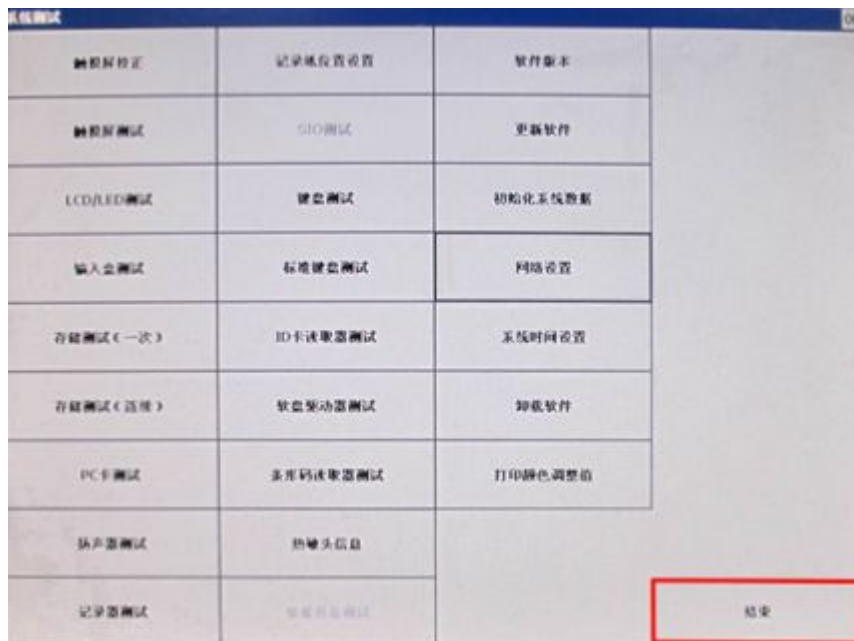 系统测试
触摸屏校正
记录纸位置设置
软件版本
触摸屏测试
SIO测试
更新软件
LCD/LED测试
键盘测试
初始化系统数据
输入盒测试
标准键盘测试
网络设置
存储测试(一次)
ID卡读取器测试
系统时间设置
存储测试(连续)
软盘驱动器测试
卸载软件
PC卡测试
条形码读取器测试
打印颜色调整值
扬声器测试
热敏头信息
记录器测试
结束